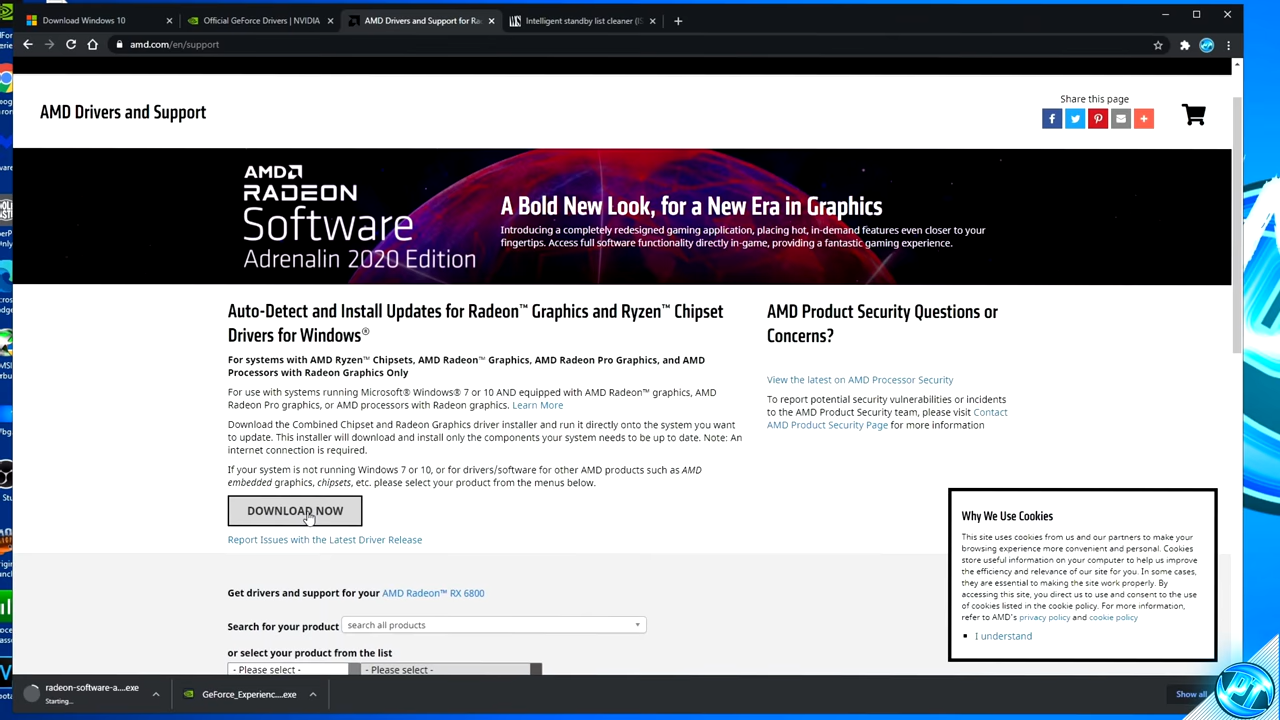 Download Windows 10
Official GeForce Drivers | NVIDIA
AMD Drivers and Support for Ra
Intelligent standby list cleaner (IS
amd.com/en/support
AMD Drivers and Support
Share this page
AMD
RADEON
Software
Adrenalin 2020 Edition
A Bold New Look, for a New Era in Graphics
Introducing a completely redesigned gaming application, placing hot, in-demand features even closer to your
fingertips. Access full software functionality directly in-game, providing a fantastic gaming experience.
Auto-Detect and Install Updates for Radeon™ Graphics and Ryzen™ Chipset
Drivers for Windows®
For systems with AMD Ryzen™ Chipsets, AMD Radeon™ Graphics, AMD Radeon Pro Graphics, and AMD
Processors with Radeon Graphics Only
For use with systems running Microsoft® Windows® 7 or 10 AND equipped with AMD Radeon™ graphics, AMD
Radeon Pro graphics, or AMD processors with Radeon graphics. Learn More
Download the Combined Chipset and Radeon Graphics driver installer and run it directly onto the system you want
to update. This installer will download and install only the components your system needs to be up to date. Note: An
internet connection is required.
If your system is not running Windows 7 or 10, or for drivers/software for other AMD products such as AMD
embedded graphics, chipsets, etc. please select your product from the menus below.
DOWNLOAD NOW
Report Issues with the Latest Driver Release
AMD Product Security Questions or
Concerns?
View the latest on AMD Processor Security
To report potential security vulnerabilities or incidents
to the AMD Product Security team, please visit Contact
AMD Product Security Page for more information
Get drivers and support for your AMD Radeon™ RX 6800
Search for your product
search all products
or select your product from the list
- Please select -
- Please select -
Why We Use Cookies
This site uses cookies from us and our partners to make your
browsing experience more convenient and personal. Cookies
store useful information on your computer to help us improve
the efficiency and relevance of our site for you. In some cases,
they are essential to making the site work properly. By
accessing this site, you direct us to use and consent to the use
of cookies listed in the cookie policy. For more information,
refer to AMD's privacy policy and cookie policy.
I understand
radeon-software-a....exe
Starting...
GeForce_Experienc....exe
Show all